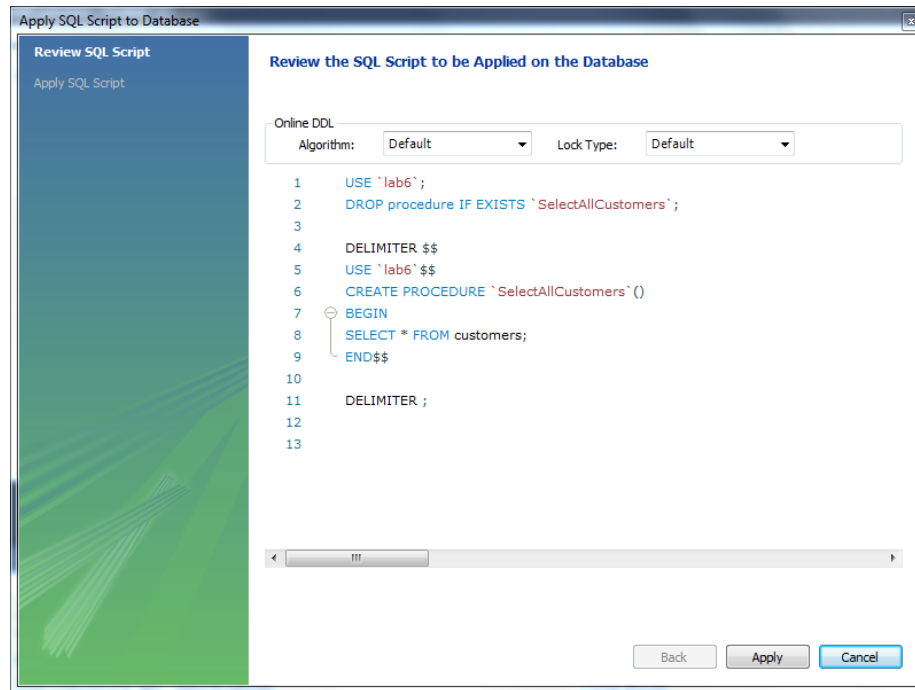 Apply SQL Script to Database
Review SQL Script
Apply SQL Script
Review the SQL Script to be Applied on the Database
Online DDL
Algorithm: Default Lock Type: Default
1 USE `lab6`;
2 DROP procedure IF EXISTS `SelectAllCustomers`;
3
4 DELIMITER $$
5 USE `lab6`$$
6 CREATE PROCEDURE `SelectAllCustomers`()
7 BEGIN
8 SELECT * FROM customers;
9 END$$
10
11 DELIMITER ;
12
13
Back Apply Cancel